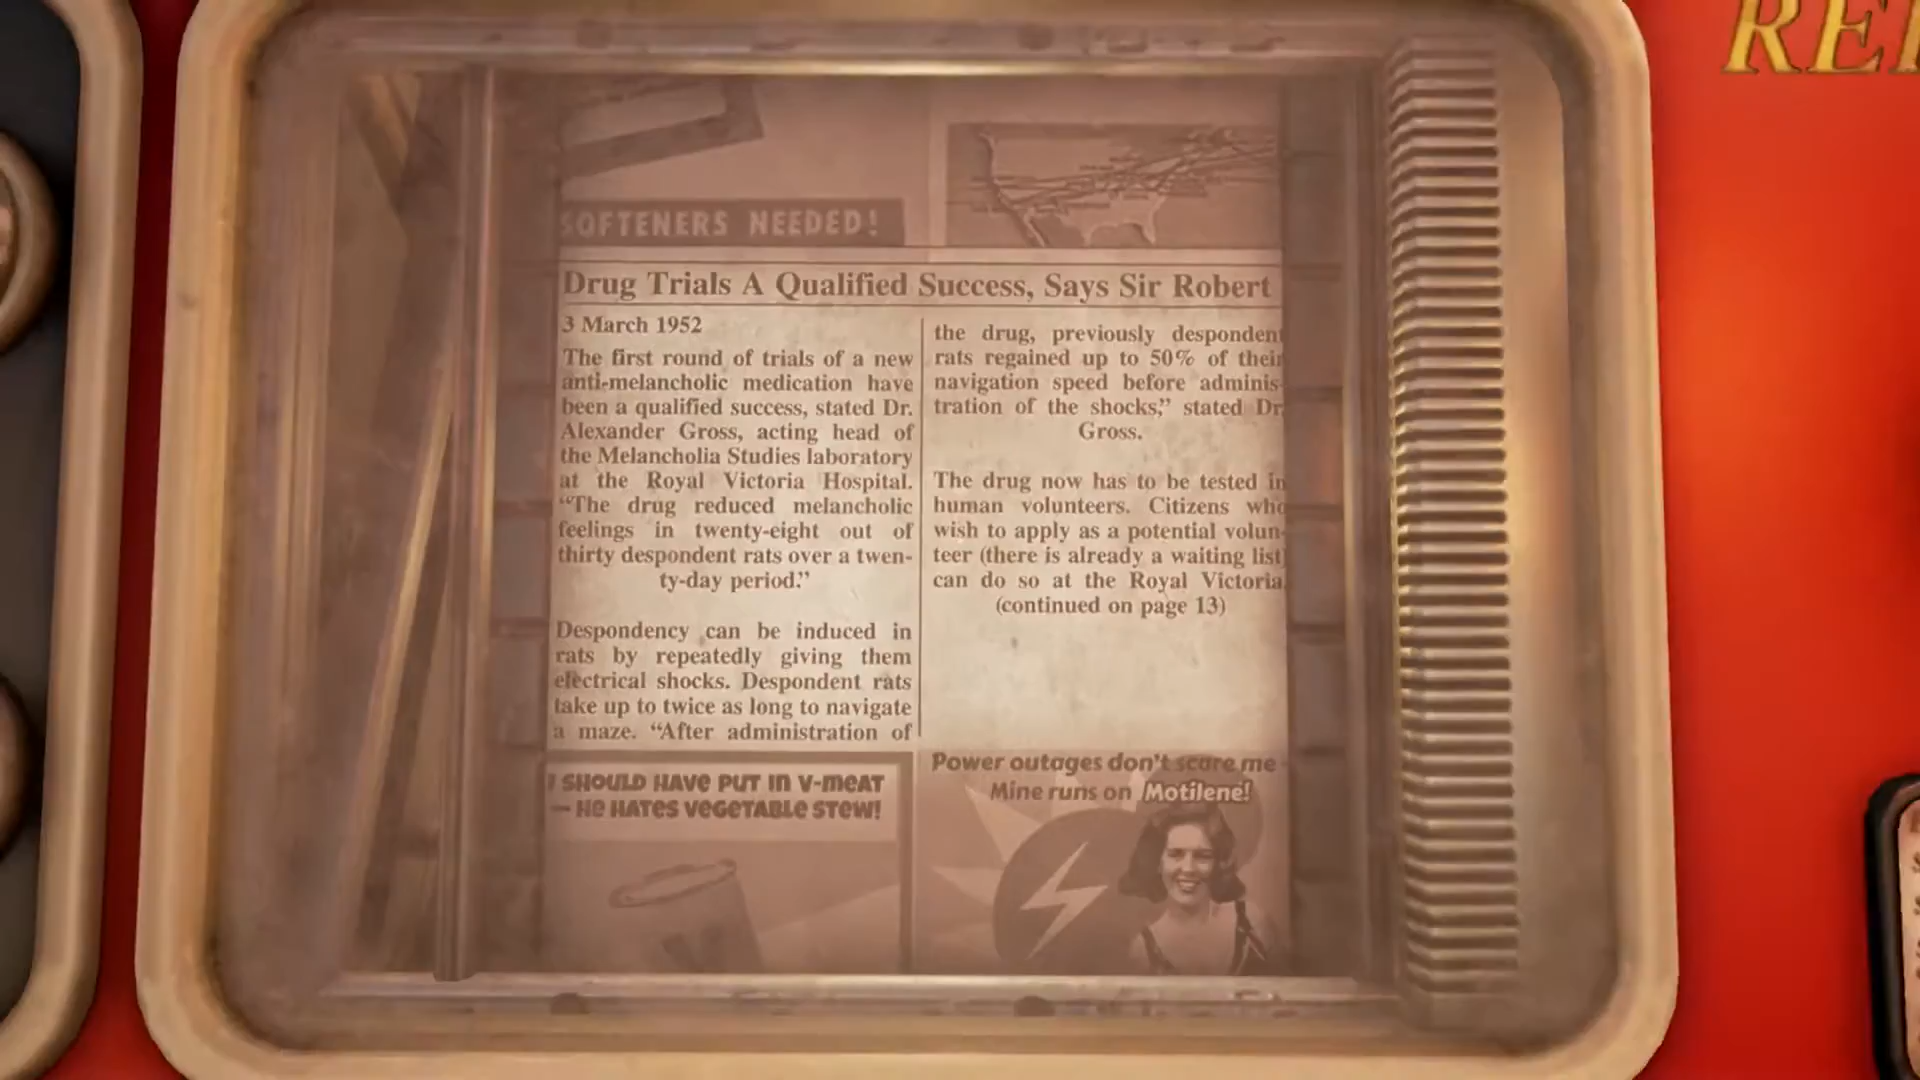 REI
SOFTENERS NEEDED!
Drug Trials A Qualified Success, Says Sir Robert
3 March 1952
The first round of trials of a new
anti-melancholic medication have
been a qualified success, stated Dr.
Alexander Gross, acting head of
the Melancholia Studies laboratory
at the Royal Victoria Hospital.
“The drug reduced melancholic
feelings in twenty-eight out of
thirty despondent rats over a twen-
ty-day period.”
Despondency can be induced in
rats by repeatedly giving them
electrical shocks. Despondent rats
take up to twice as long to navigate
a maze. “After administration of
the drug, previously despondent
rats regained up to 50% of their
navigation speed before adminis-
tration of the shocks,” stated Dr.
Gross.
The drug now has to be tested in
human volunteers. Citizens who
wish to apply as a potential volun-
teer (there is already a waiting list)
can do so at the Royal Victoria.
(continued on page 13)
I SHOULD HAVE PUT IN V-MEAT
— HE HATES VEGETABLE STEW!
Power outages don't scare me -
Mine runs on Motilene!